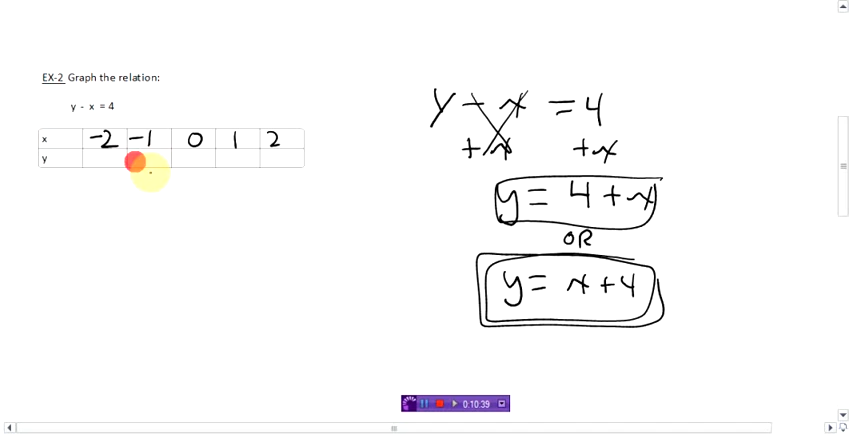 EX-2 Graph the relation:
y - x = 4
x -2 -1 0 1 2
y
y - x = 4
+x +x
y = 4 + x
OR
y = x + 4
0:10:39